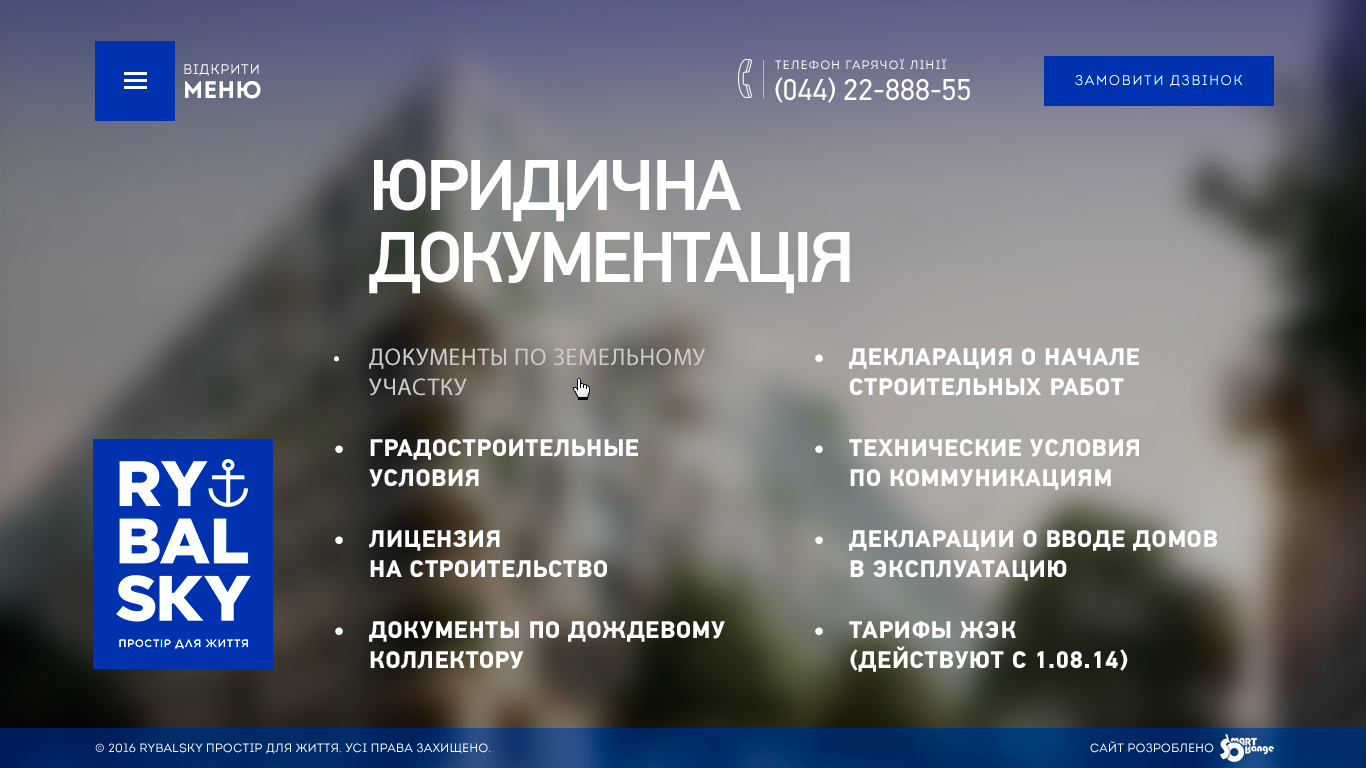 ВІДКРИТИ
МЕНЮ
ТЕЛЕФОН ГАРЯЧОЇ ЛІНІЇ
(044) 22-888-55
ЗАМОВИТИ ДЗВІНОК
ЮРИДИЧНА
ДОКУМЕНТАЦІЯ
ДОКУМЕНТЫ ПО ЗЕМЕЛЬНОМУ
УЧАСТКУ
ГРАДОСТРОИТЕЛЬНЫЕ
УСЛОВИЯ
ЛИЦЕНЗИЯ
НА СТРОИТЕЛЬСТВО
ДОКУМЕНТЫ ПО ДОЖДЕВОМУ
КОЛЛЕКТОРУ
ДЕКЛАРАЦИЯ О НАЧАЛЕ
СТРОИТЕЛЬНЫХ РАБОТ
ТЕХНИЧЕСКИЕ УСЛОВИЯ
ПО КОММУНИКАЦИЯМ
ДЕКЛАРАЦИИ О ВВОДЕ ДОМОВ
В ЭКСПЛУАТАЦИЮ
ТАРИФЫ ЖЭК
(ДЕЙСТВУЮТ С 1.08.14)
RY
BAL
SKY
ПРОСТІР ДЛЯ ЖИТТЯ
© 2016 RYBALSKY ПРОСТІР ДЛЯ ЖИТТЯ. УСІ ПРАВА ЗАХИЩЕНО.
САЙТ РОЗРОБЛЕНО
SMART
ORange